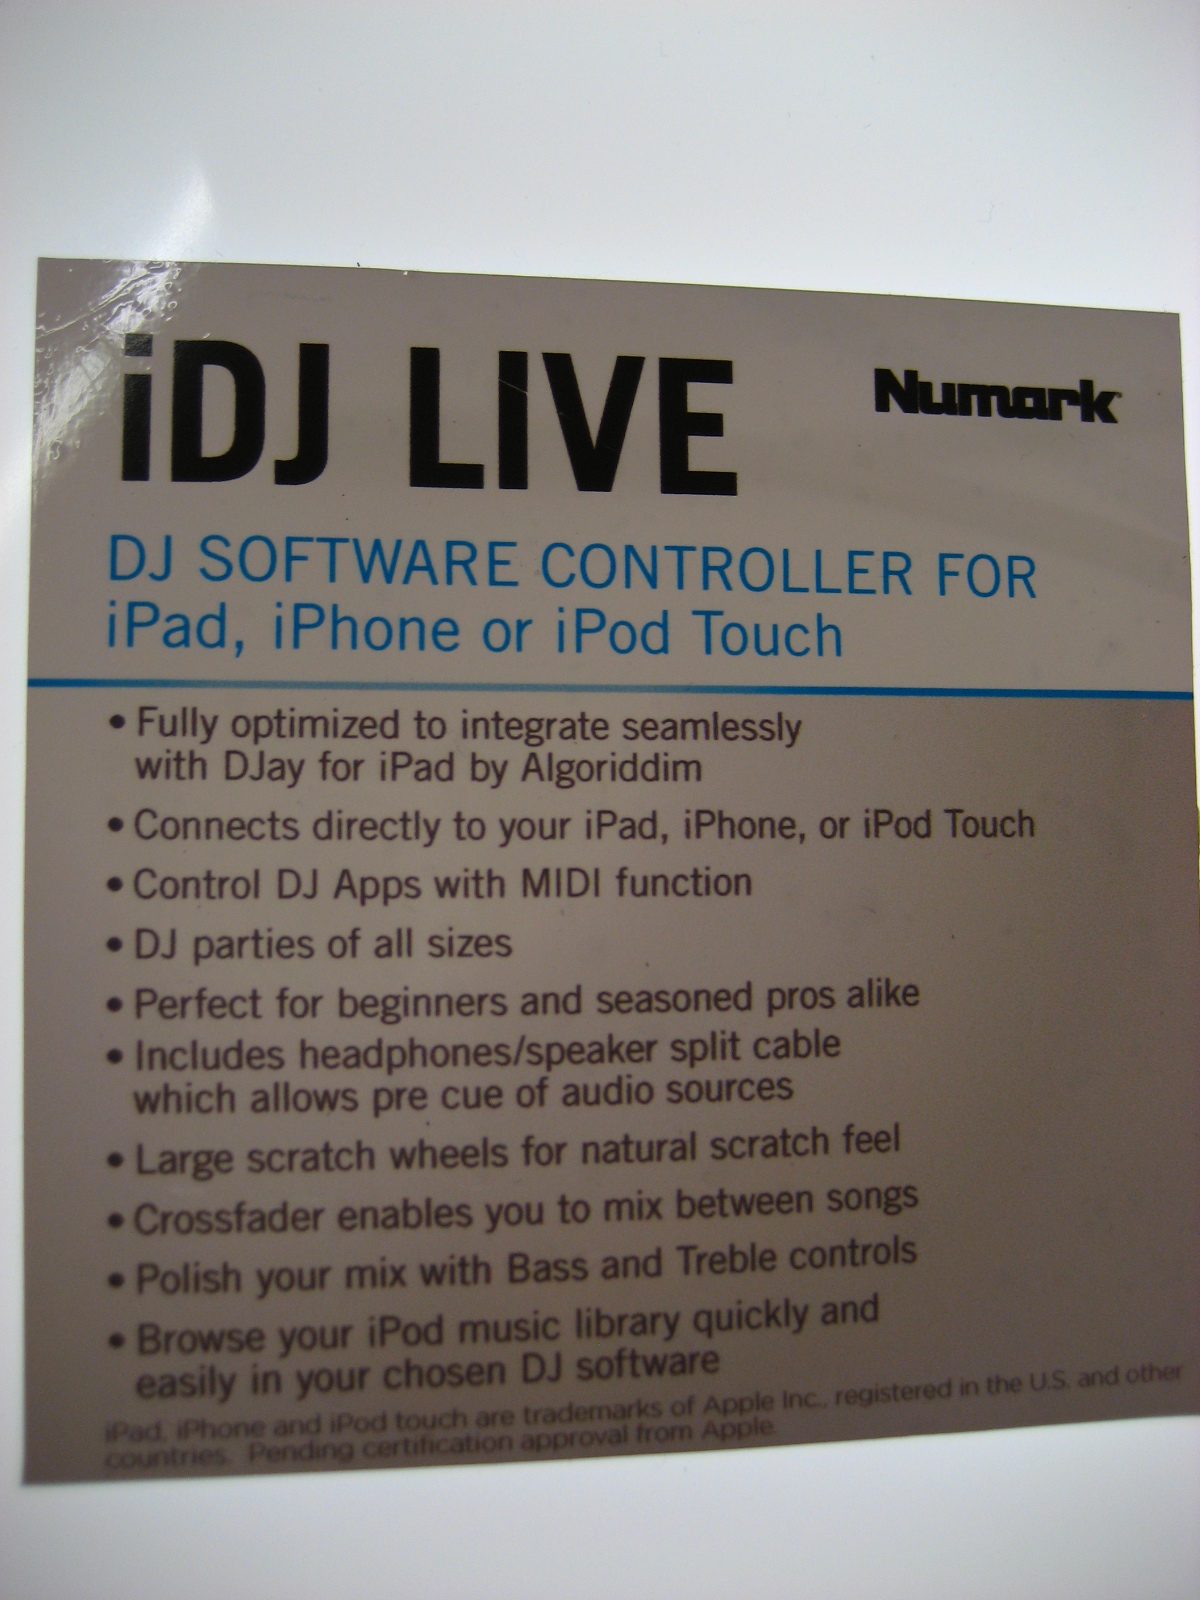 iDJ LIVE
Numark
DJ SOFTWARE CONTROLLER FOR
iPad, iPhone or iPod Touch
• Fully optimized to integrate seamlessly
with DJay for iPad by Algoriddim
• Connects directly to your iPad, iPhone, or iPod Touch
• Control DJ Apps with MIDI function
• DJ parties of all sizes
• Perfect for beginners and seasoned pros alike
• Includes headphones/speaker split cable
which allows pre cue of audio sources
• Large scratch wheels for natural scratch feel
• Crossfader enables you to mix between songs
• Polish your mix with Bass and Treble controls
• Browse your iPod music library quickly and
easily in your chosen DJ software
iPad, iPhone and iPod touch are trademarks of Apple Inc., registered in the U.S. and other
countries. Pending certification approval from Apple.